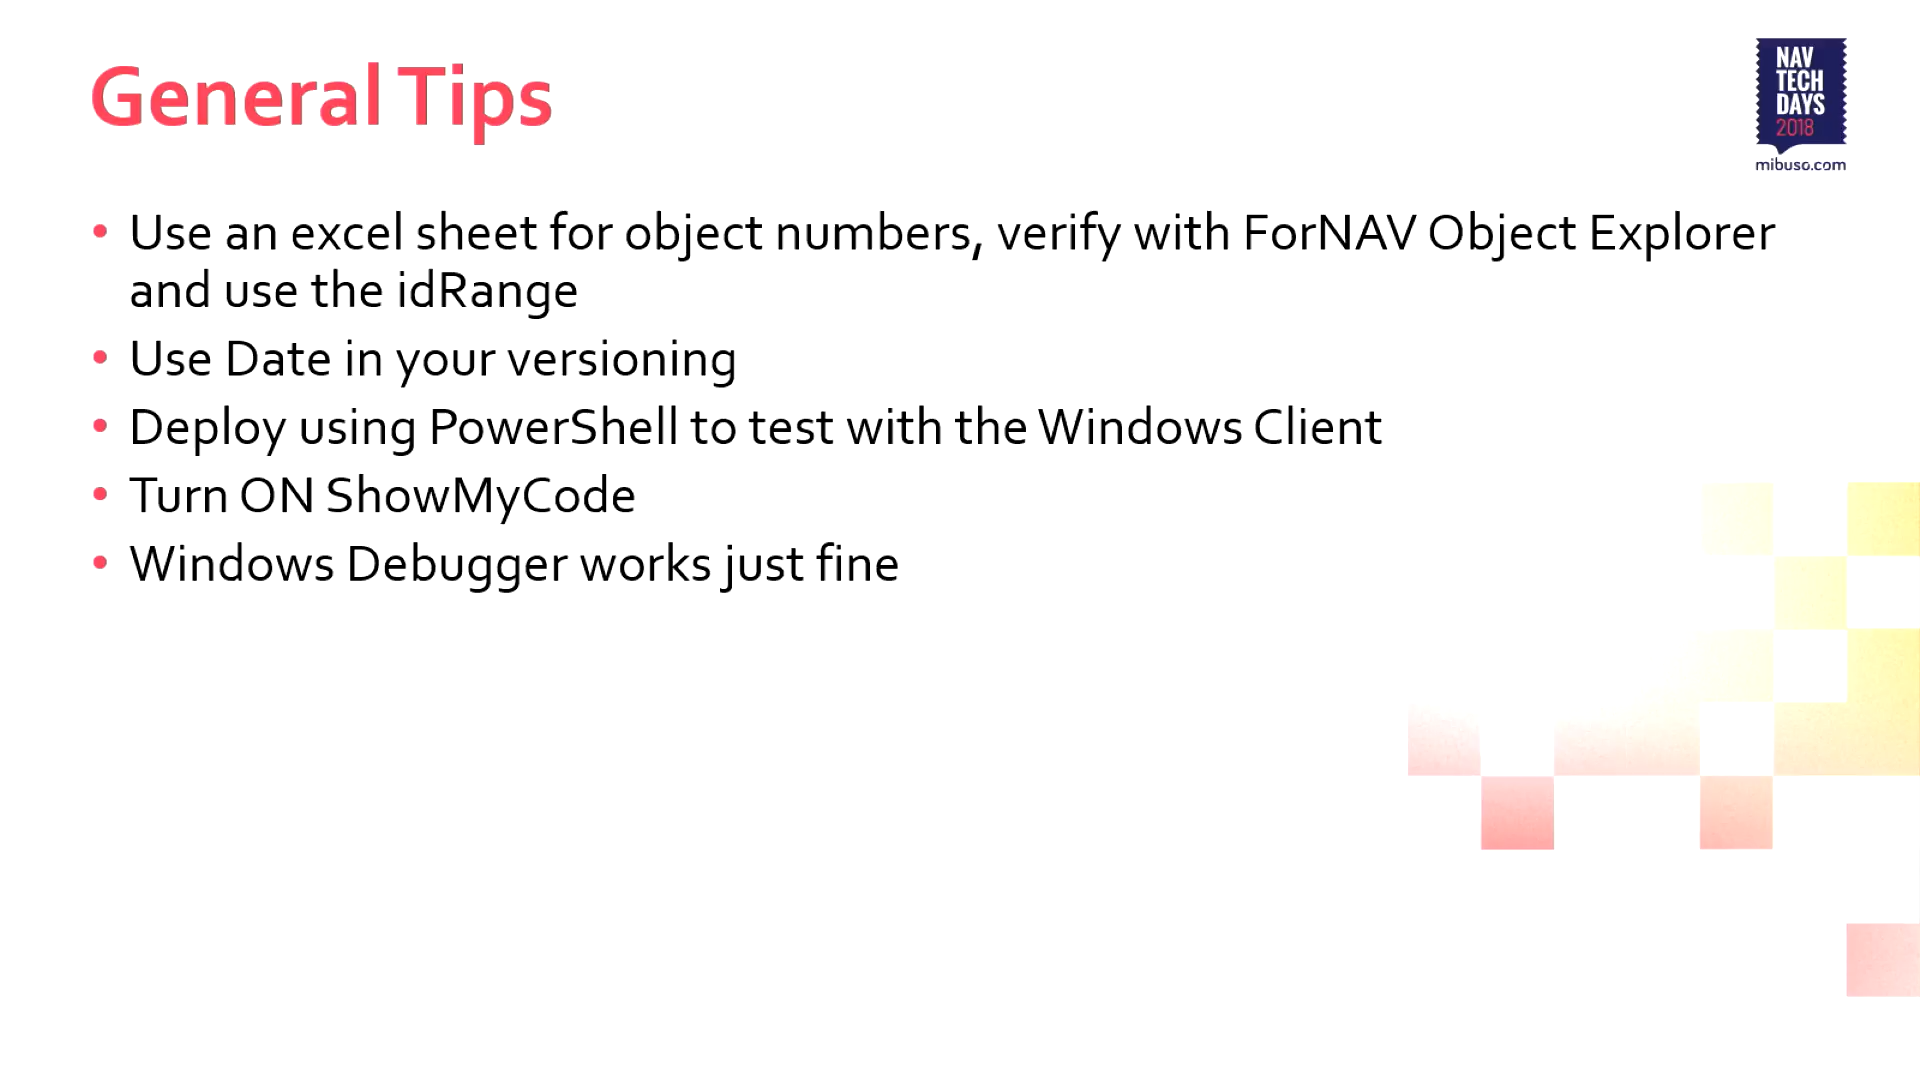 General Tips
NAV
TECH
DAYS
2018
mibuso.com
• Use an excel sheet for object numbers, verify with ForNAV Object Explorer
and use the idRange
• Use Date in your versioning
• Deploy using PowerShell to test with the Windows Client
• Turn ON ShowMyCode
• Windows Debugger works just fine